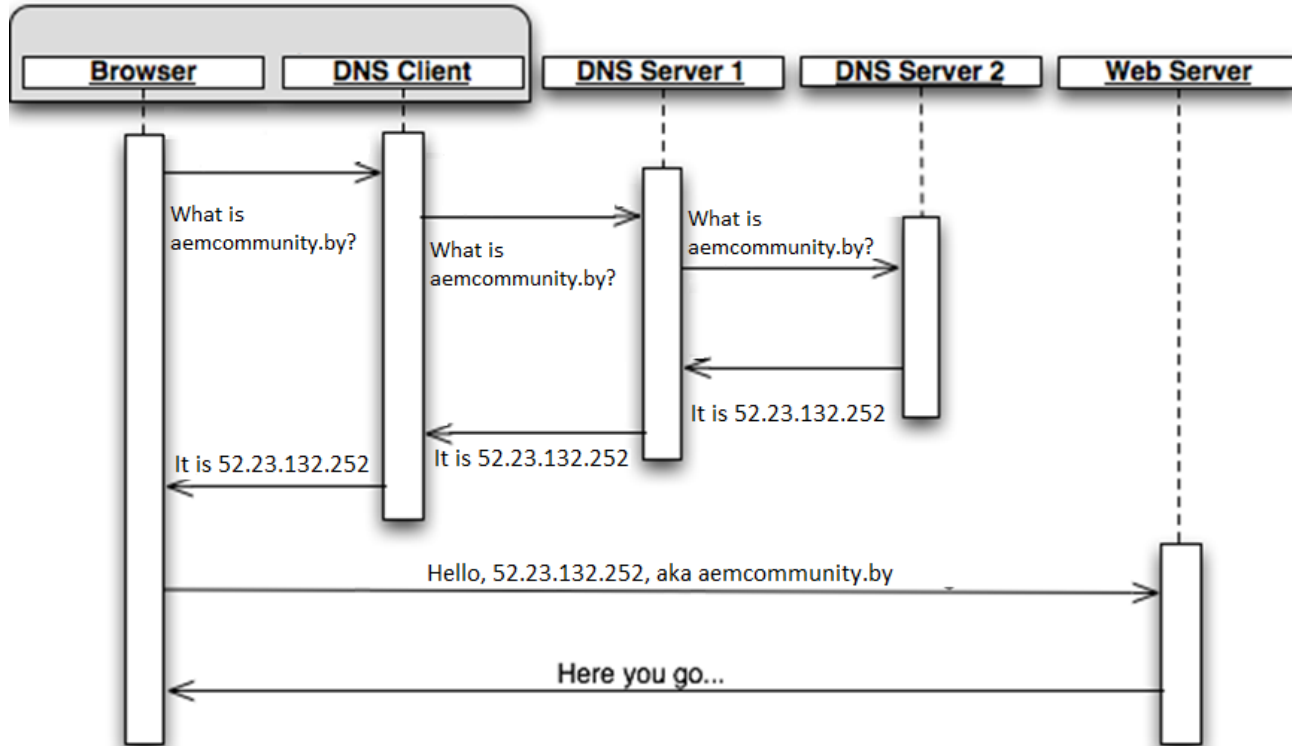 Browser
DNS Client
DNS Server 1
DNS Server 2
Web Server
What is
aemcommunity.by?
What is
aemcommunity.by?
What is
aemcommunity.by?
It is 52.23.132.252
It is 52.23.132.252
It is 52.23.132.252
Hello, 52.23.132.252, aka aemcommunity.by
Here you go...